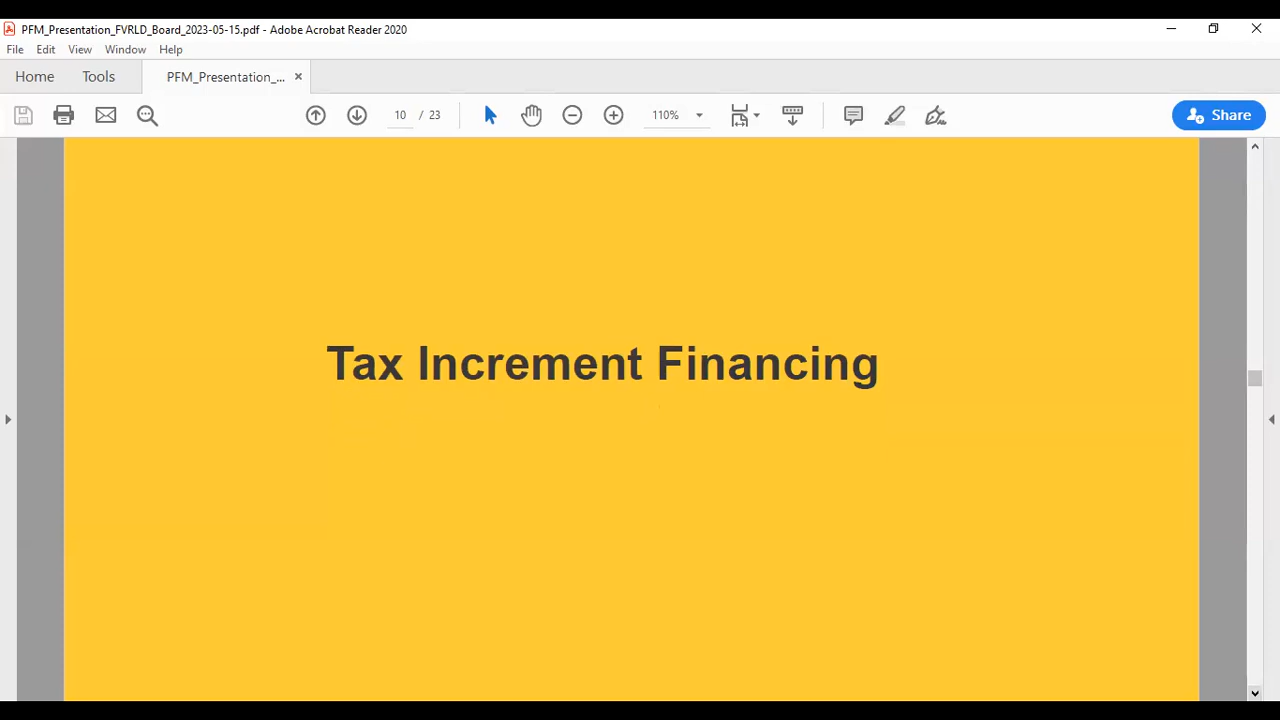 PFM_Presentation_FVRLD_Board_2023-05-15.pdf - Adobe Acrobat Reader 2020
File Edit View Window Help
Home Tools PFM_Presentation_... ×
10 / 23 110% Share
Tax Increment Financing